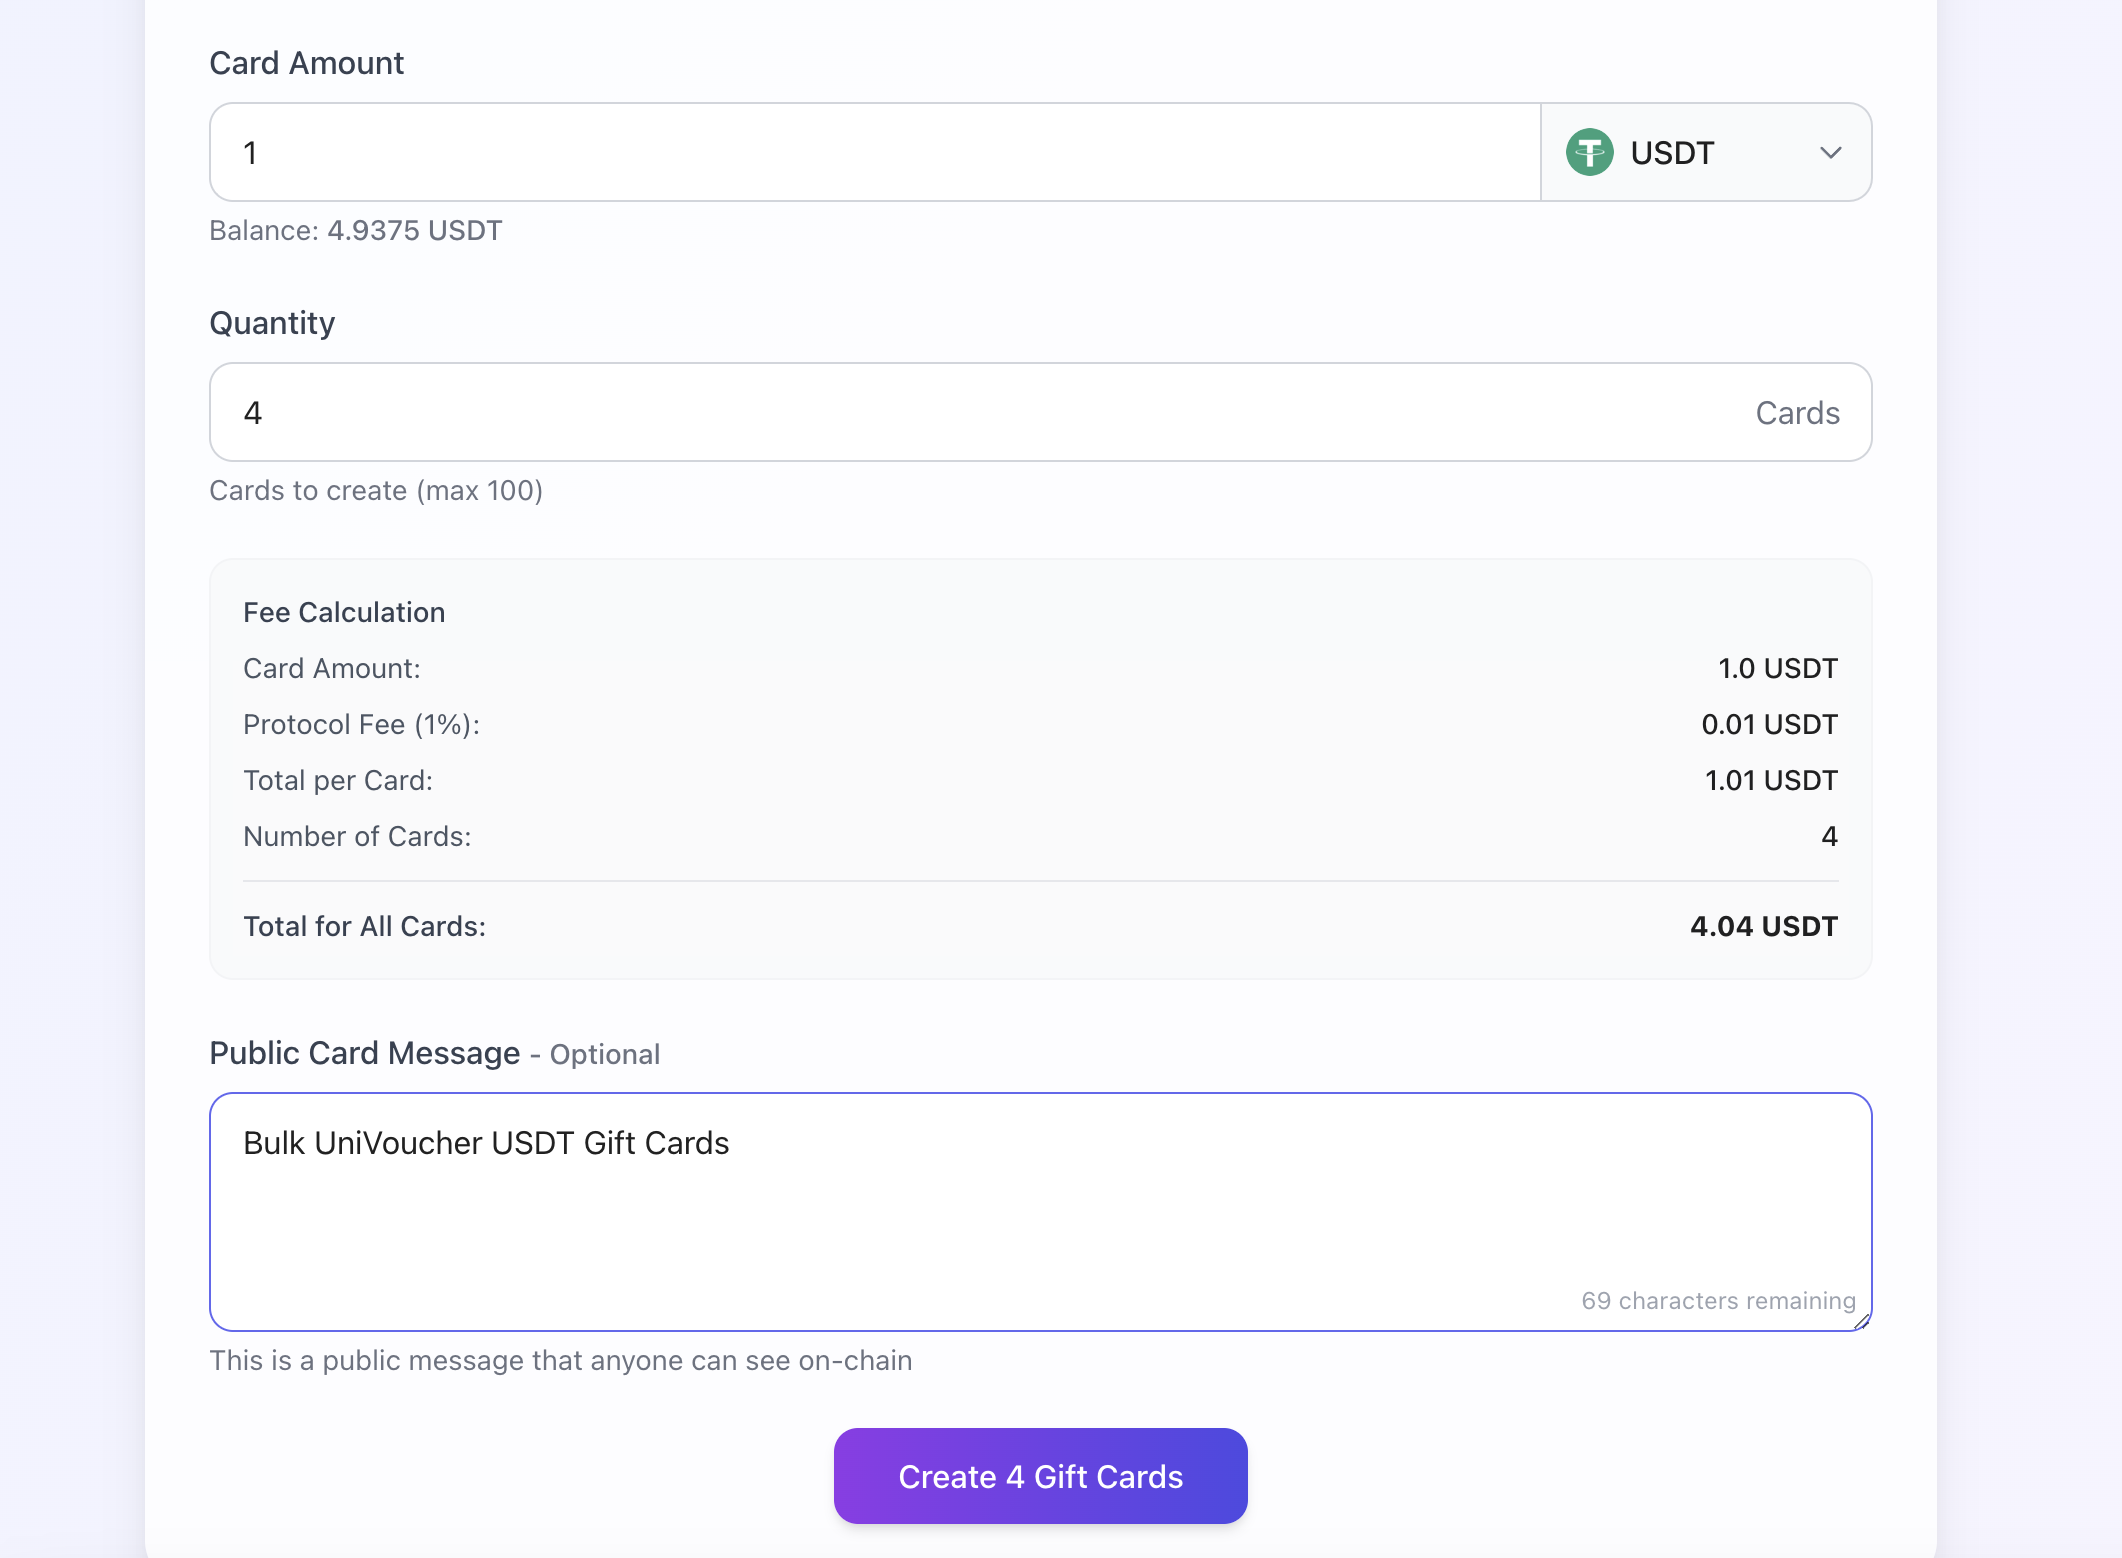 Card Amount
1
USDT
Balance: 4.9375 USDT
Quantity
4
Cards
Cards to create (max 100)
Fee Calculation
Card Amount: 1.0 USDT
Protocol Fee (1%): 0.01 USDT
Total per Card: 1.01 USDT
Number of Cards: 4
Total for All Cards: 4.04 USDT
Public Card Message - Optional
Bulk UniVoucher USDT Gift Cards
69 characters remaining
This is a public message that anyone can see on-chain
Create 4 Gift Cards